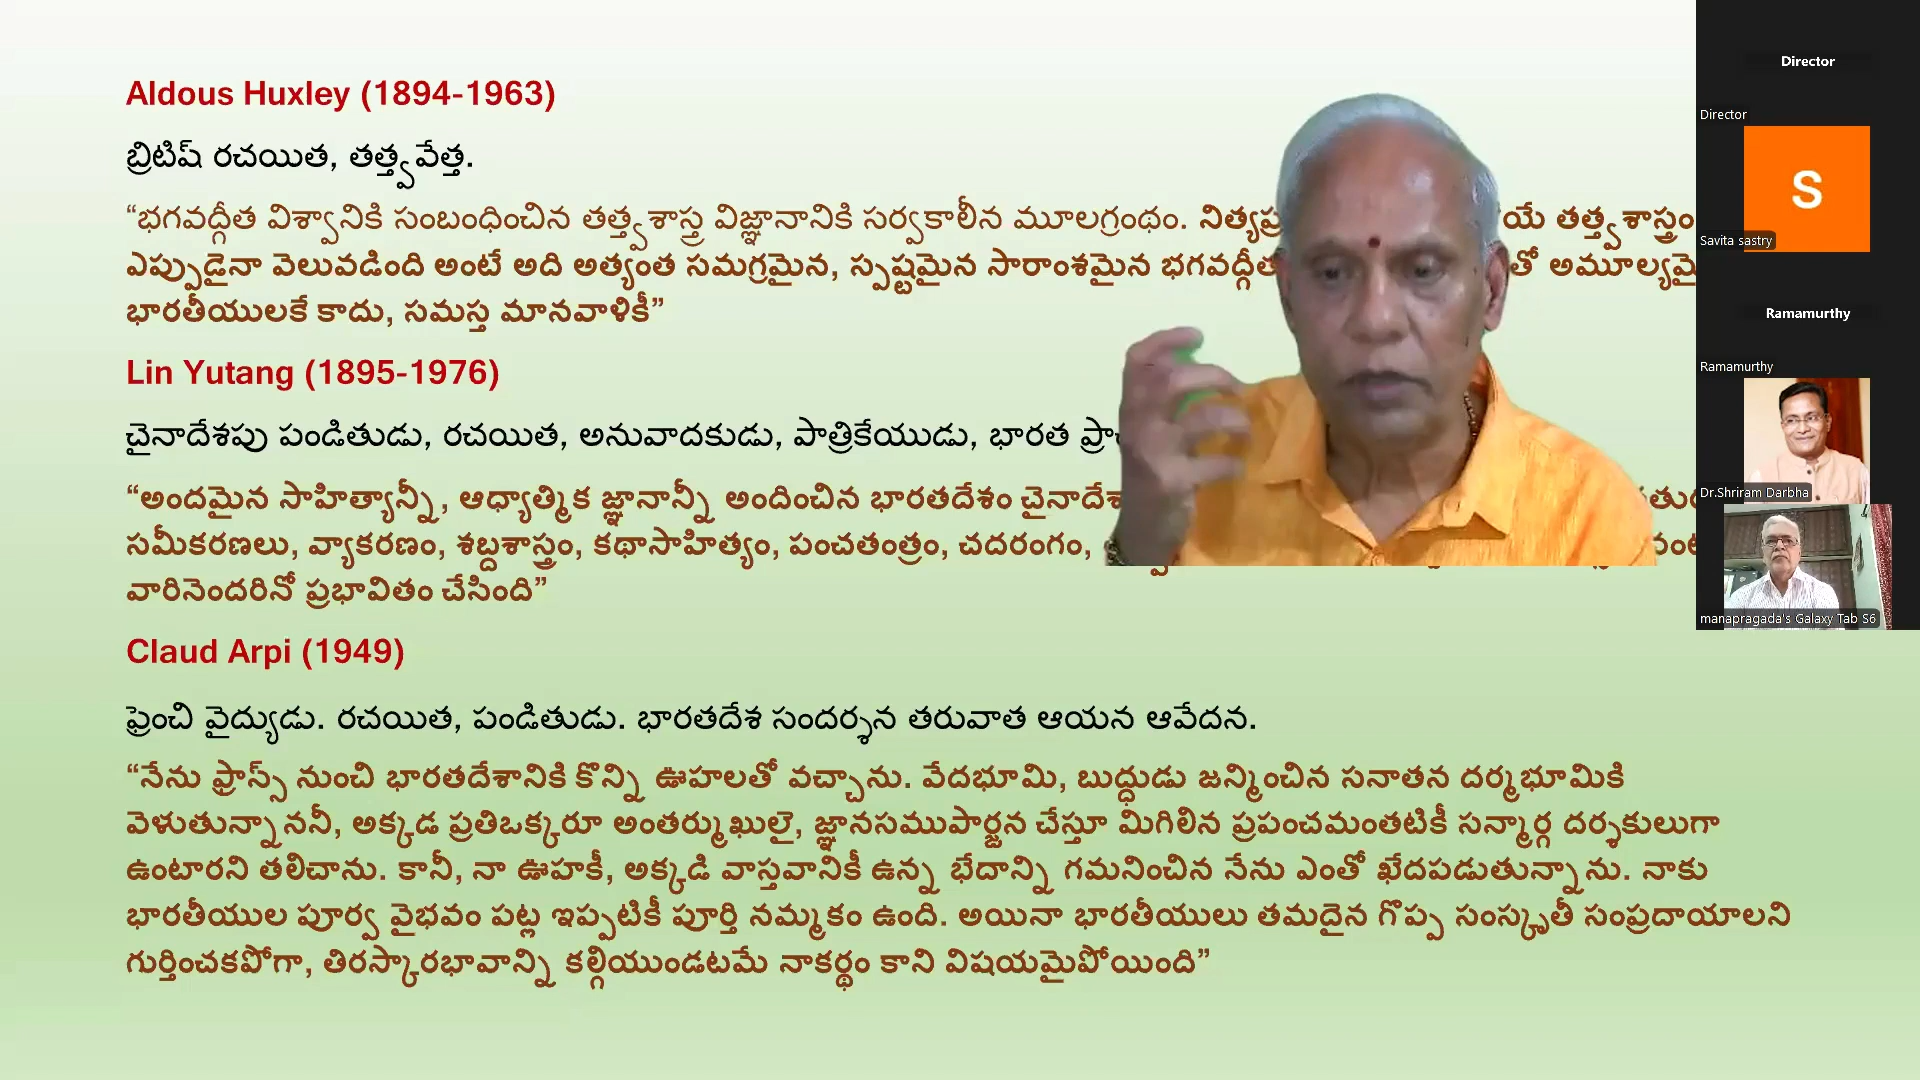 Aldous Huxley (1894-1963)
బ్రిటిష్ రచయిత, తత్త్వవేత్త.
“భగవద్గీత విశ్వానికి సంబంధించిన తత్త్వశాస్త్ర విజ్ఞానానికి సర్వకాలీన మూలగ్రంథం. తత్త్వశాస్త్రం
ఎప్పుడైనా వెలువడింది అంటే అది అత్యంత సమగ్రమైన, స్పష్టమైన సారాంశమైన భగవద్గీత
భారతీయులకే కాదు, సమస్త మానవాళికీ”
Lin Yutang (1895-1976)
చైనాదేశపు పండితుడు, రచయిత, అనువాదకుడు, పాత్రికేయుడు, భారత
“అందమైన సాహిత్యాన్నీ, ఆధ్యాత్మిక జ్ఞానాన్నీ అందించిన భారతదేశం
సమీకరణలు, వ్యాకరణం, శబ్దశాస్త్రం, కథాసాహిత్యం, పంచతంత్రం, చదరంగం,
వారినెందరినో ప్రభావితం చేసింది”
Claud Arpi (1949)
ఫ్రెంచి వైద్యుడు. రచయిత, పండితుడు. భారతదేశ సందర్శన తరువాత ఆయన ఆవేదన.
“నేను ఫ్రాన్స్ నుంచి భారతదేశానికి కొన్ని ఊహలతో వచ్చాను. వేదభూమి, బుద్ధుడు జన్మించిన సనాతన దర్మభూమికి
వెళుతున్నాననీ, అక్కడ ప్రతిఒక్కరూ అంతర్ముఖులై, జ్ఞానసముపార్జన చేస్తూ మిగిలిన ప్రపంచమంతటికీ సన్మార్గ దర్శకులుగా
ఉంటారని తలిచాను. కానీ, నా ఊహకీ, అక్కడి వాస్తవానికీ ఉన్న భేదాన్ని గమనించిన నేను ఎంతో ఖేదపడుతున్నాను. నాకు
భారతీయుల పూర్వ వైభవం పట్ల ఇప్పటికీ పూర్తి నమ్మకం ఉంది. అయినా భారతీయులు తమదైన గొప్ప సంస్కృతీ సంప్రదాయాలని
గుర్తించకపోగా, తిరస్కారభావాన్ని కల్గియుండటమే నాకర్థం కాని విషయమైపోయింది”
Director
Director
S
Savita sastry
Ramamurthy
Ramamurthy
Dr.Shriram Darbha
manapragada's Galaxy Tab S6